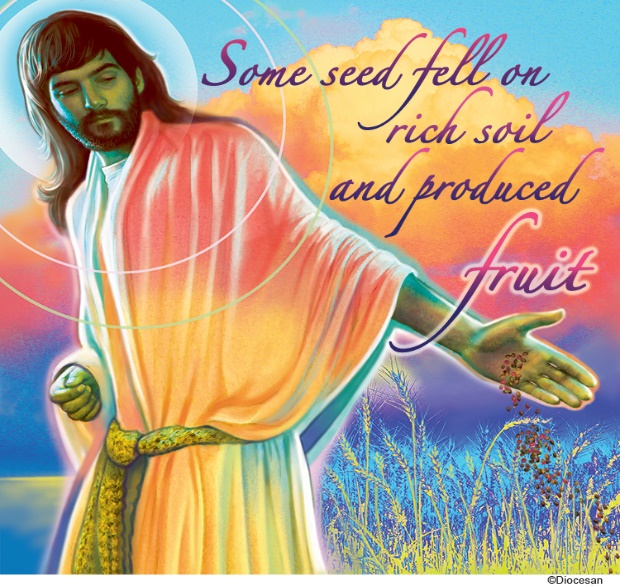 Some seed fell on
rich soil
and produced
fruit
©Diocesan